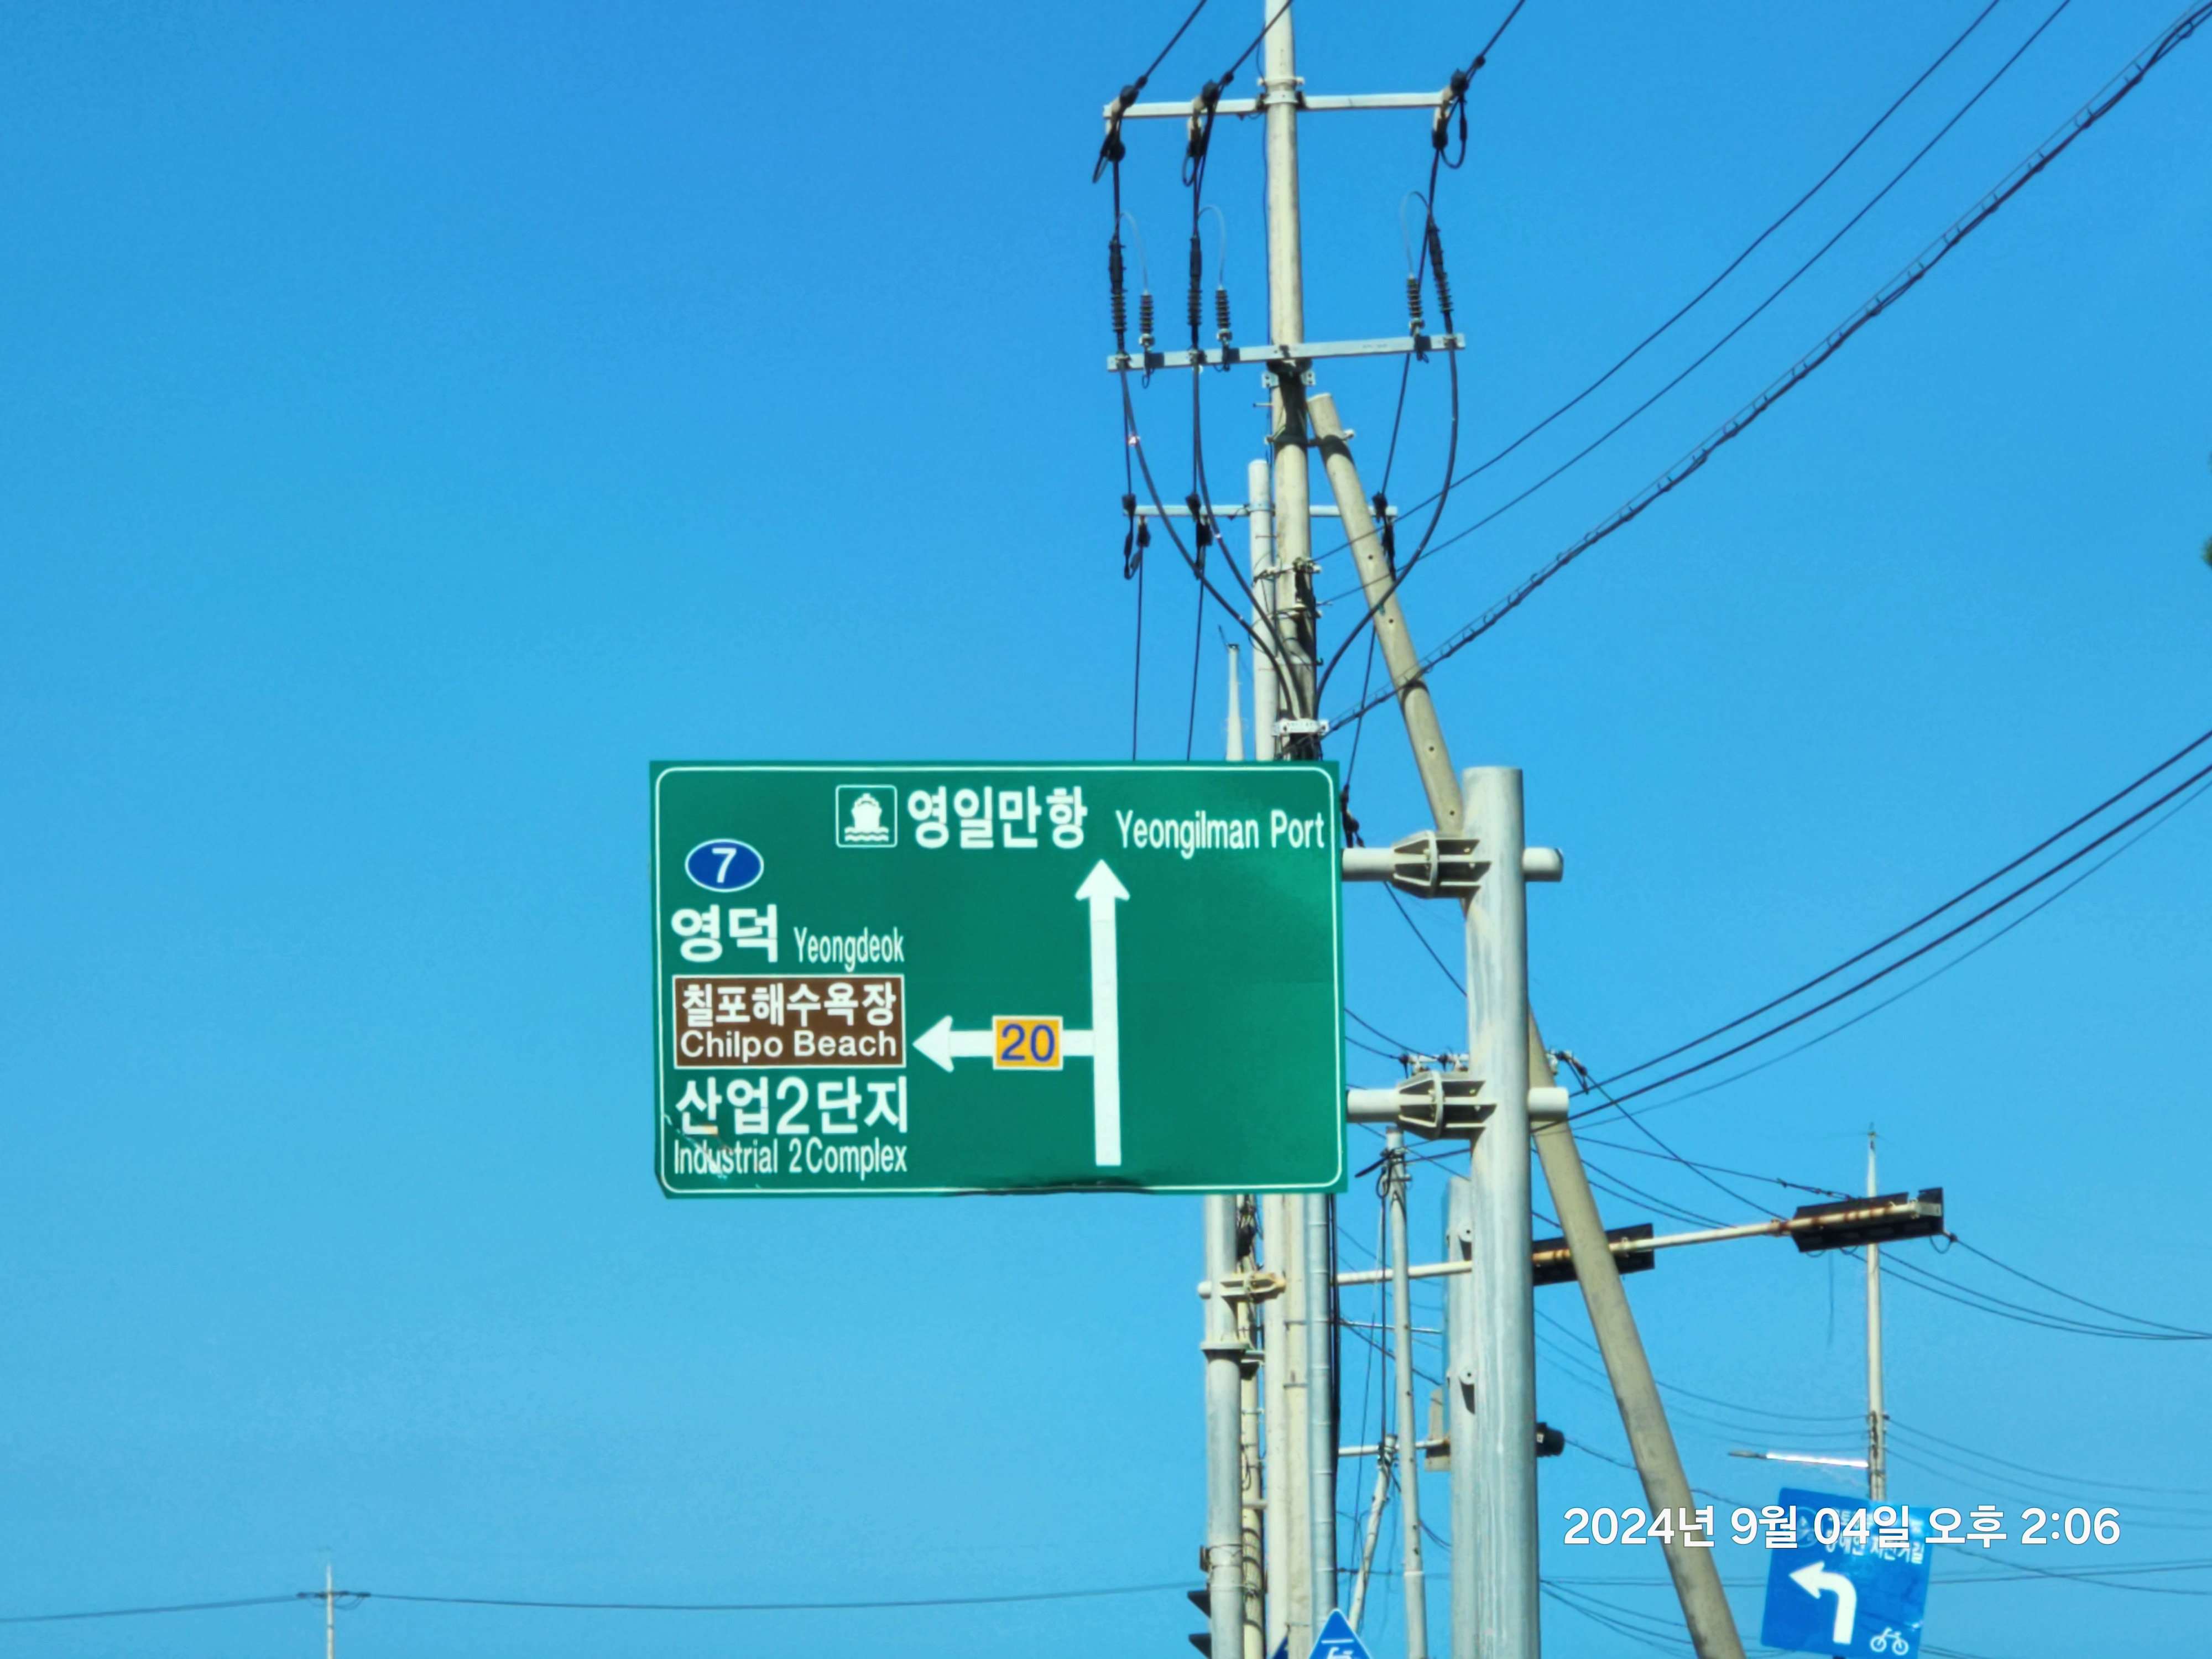 영일만항 Yeongilman Port
7
영덕 Yeongdeok
칠포해수욕장
Chilpo Beach
20
산업2단지
Industrial 2Complex
2024년 9월 04일 오후 2:06